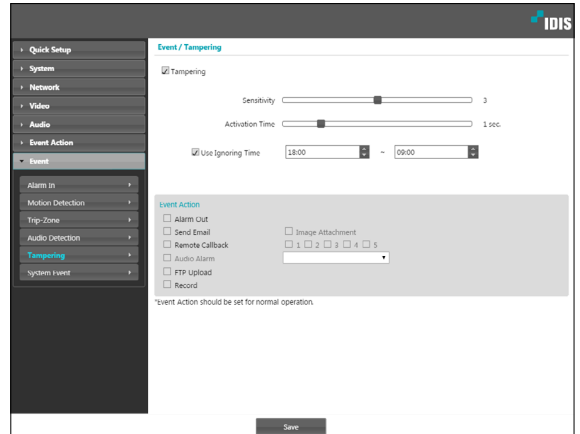 IDIS
Quick Setup
System
Network
Video
Audio
Event Action
Event
Alarm In
Motion Detection
Trip-Zone
Audio Detection
Tampering
System Event
Event / Tampering
Tampering
Sensitivity 3
Activation Time 1 sec.
Use Ignoring Time 18:00 ~ 09:00
Event Action
Alarm Out
Send Email Image Attachment
Remote Callback 1 2 3 4 5
Audio Alarm
FTP Upload
Record
*Event Action should be set for normal operation.
Save